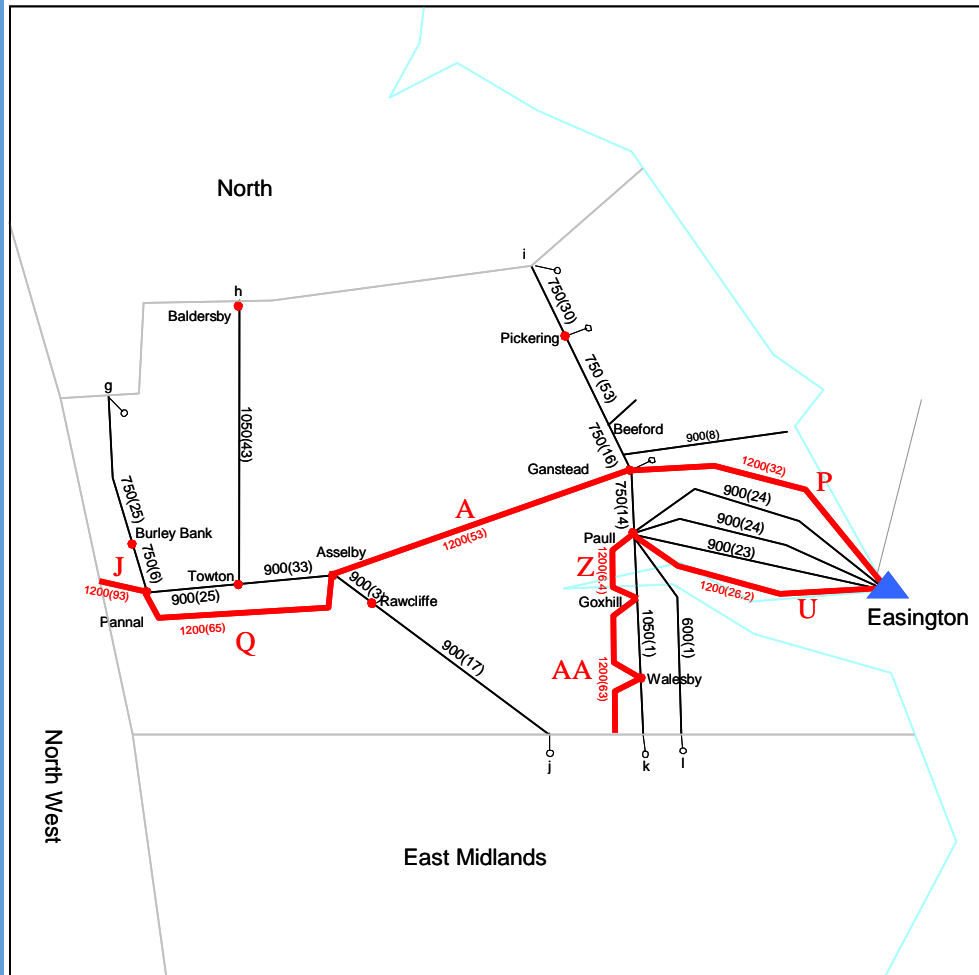 North
i
h
Baldersby
750(30)
Pickering
750 (53)
g
1050(43)
Beeford
900(8)
750(16)
Ganstead
1200(32)
P
750(25)
A
1200(53)
750(14)
900(24)
900(24)
900(23)
Burley Bank
Asselby
Paull
J
750(6)
Towton
900(33)
Z
1200(6.4)
1200(93)
900(25)
Rawcliffe
1200(26.2)
U
Goxhill
Easington
Pannal
1200(65)
Q
900(17)
1050(1)
600(1)
AA
1200(63)
Walesby
North West
j
k
l
East Midlands